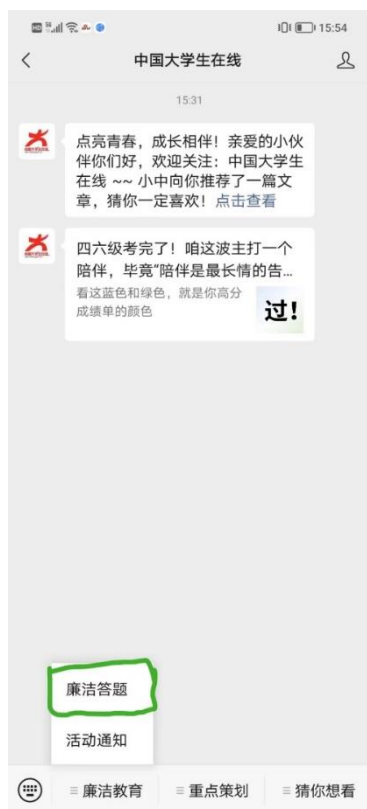 15:54
中国大学生在线
15:31
点亮青春，成长相伴！亲爱的小伙
伴你们好，欢迎关注：中国大学生
在线 ~~ 小中向你推荐了一篇文
章，猜你一定喜欢！点击查看
四六级考完了！咱这波主打一个
陪伴，毕竟“陪伴是最长情的告...
看这蓝色和绿色，就是你高分
成绩单的颜色
过！
廉洁答题
活动通知
廉洁教育
重点策划
猜你想看